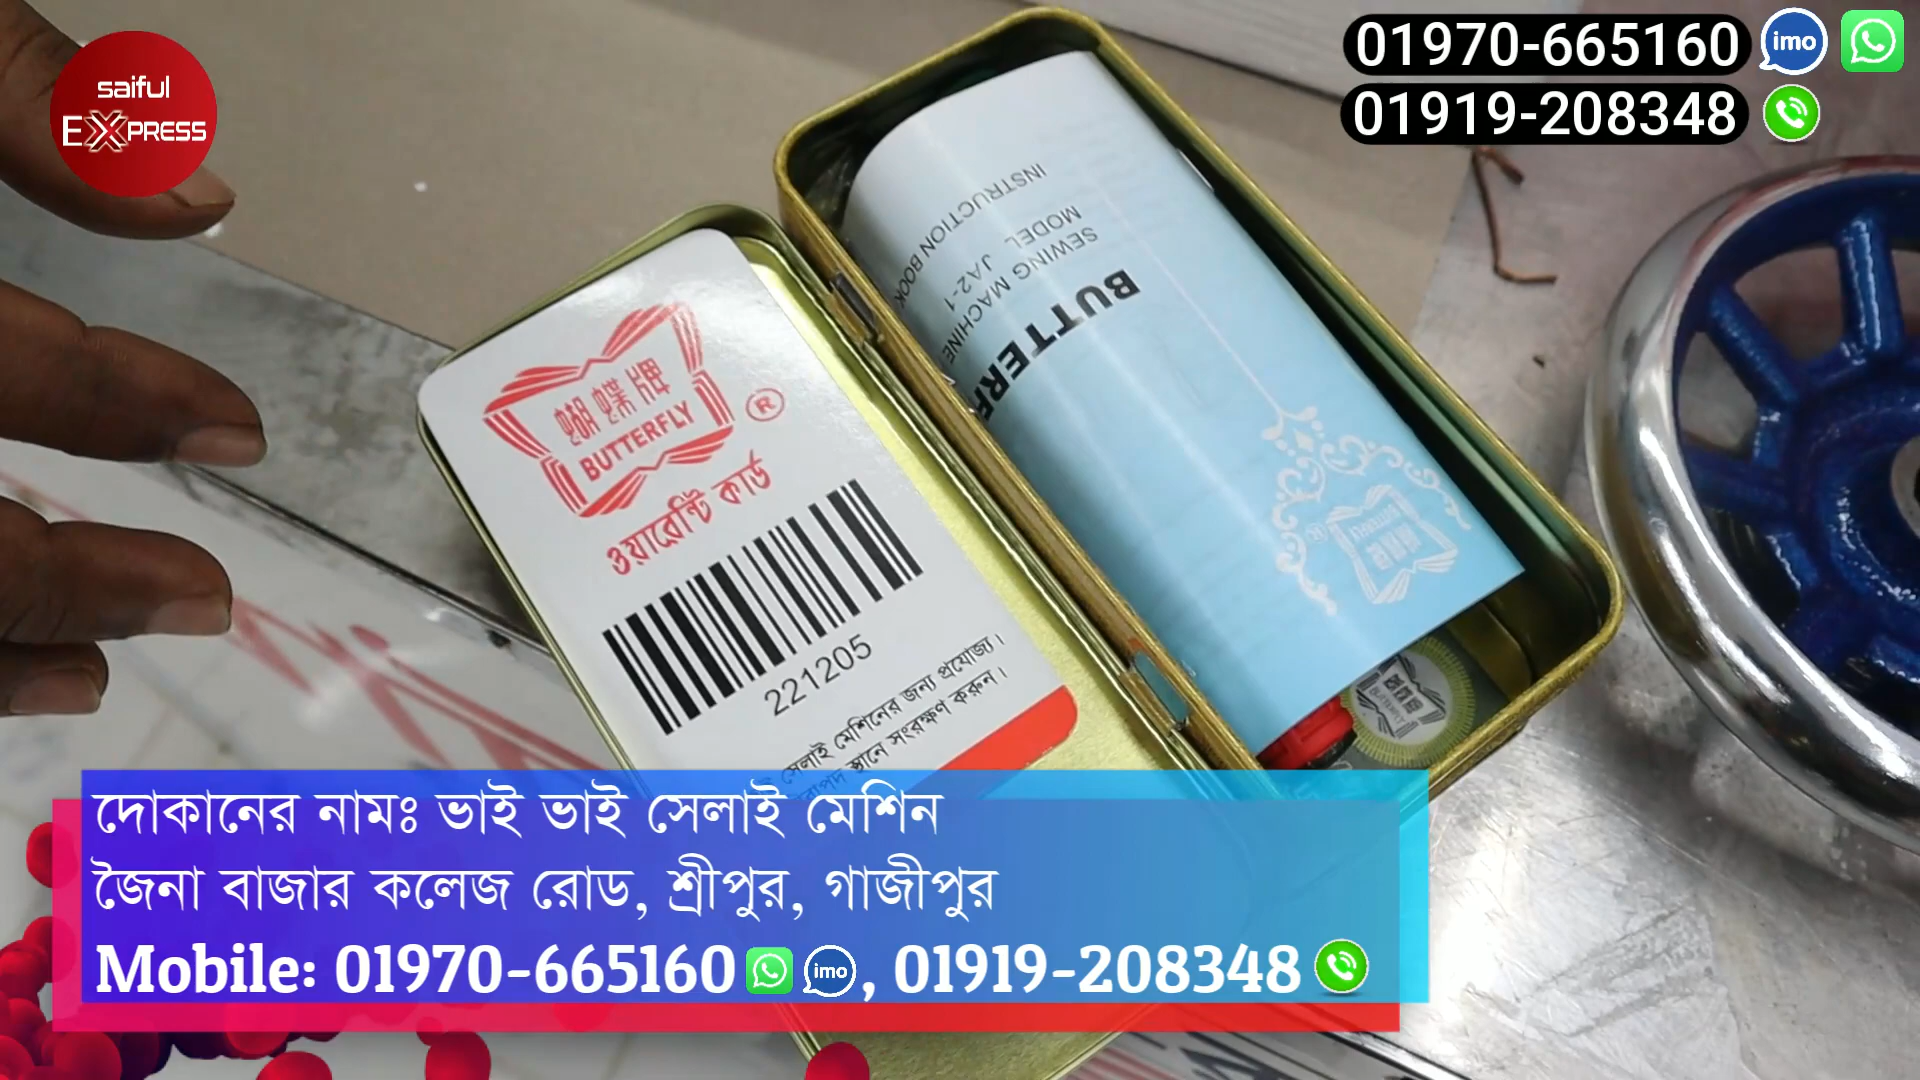 saiful
EXPRESS
01970-665160 imo
01919-208348
INSTRUCTION BOOK
MODEL JA2-1
SEWING MACHINE
蝴蝶牌
BUTTERFLY
®
ওয়ারেন্টি কার্ড
221205
সেলাই মেশিনের জন্য প্রযোজ্য।
স্থানে সংরক্ষণ করুন।
দোকানের নামঃ ভাই ভাই সেলাই মেশিন
জৈনা বাজার কলেজ রোড, শ্রীপুর, গাজীপুর
Mobile: 01970-665160 imo, 01919-208348